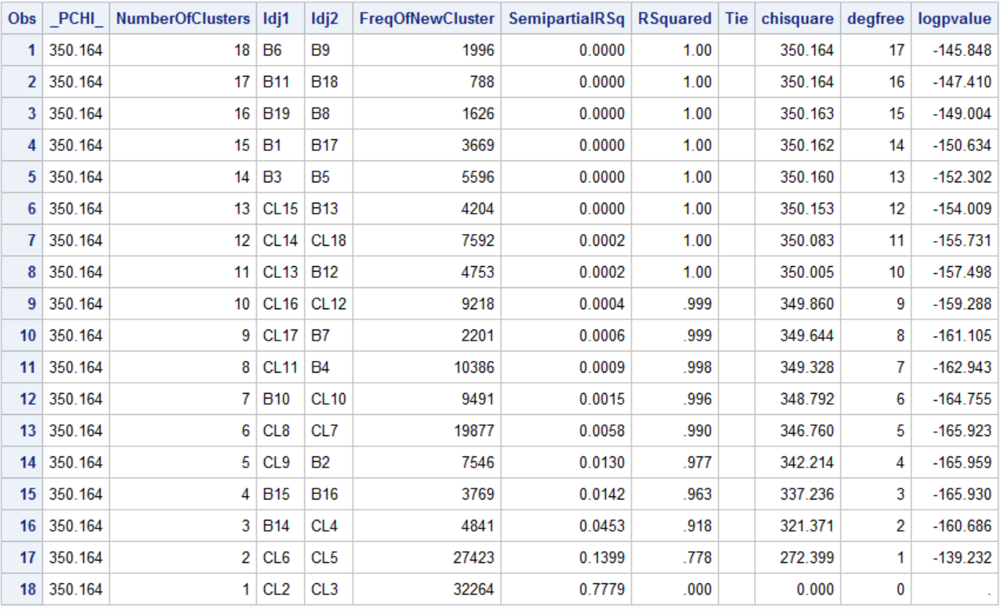 Obs _PCHI_ NumberOfClusters Idj1 Idj2 FreqOfNewCluster SemipartialRSq RSquared Tie chisquare degfree logpvalue
1 350.164 18 B6 B9 1996 0.0000 1.00 350.164 17 -145.848
2 350.164 17 B11 B18 788 0.0000 1.00 350.164 16 -147.410
3 350.164 16 B19 B8 1626 0.0000 1.00 350.163 15 -149.004
4 350.164 15 B1 B17 3669 0.0000 1.00 350.162 14 -150.634
5 350.164 14 B3 B5 5596 0.0000 1.00 350.160 13 -152.302
6 350.164 13 CL15 B13 4204 0.0000 1.00 350.153 12 -154.009
7 350.164 12 CL14 CL18 7592 0.0002 1.00 350.083 11 -155.731
8 350.164 11 CL13 B12 4753 0.0002 1.00 350.005 10 -157.498
9 350.164 10 CL16 CL12 9218 0.0004 .999 349.860 9 -159.288
10 350.164 9 CL17 B7 2201 0.0006 .999 349.644 8 -161.105
11 350.164 8 CL11 B4 10386 0.0009 .998 349.328 7 -162.943
12 350.164 7 B10 CL10 9491 0.0015 .996 348.792 6 -164.755
13 350.164 6 CL8 CL7 19877 0.0058 .990 346.760 5 -165.923
14 350.164 5 CL9 B2 7546 0.0130 .977 342.214 4 -165.959
15 350.164 4 B15 B16 3769 0.0142 .963 337.236 3 -165.930
16 350.164 3 B14 CL4 4841 0.0453 .918 321.371 2 -160.686
17 350.164 2 CL6 CL5 27423 0.1399 .778 272.399 1 -139.232
18 350.164 1 CL2 CL3 32264 0.7779 .000 0.000 0 .